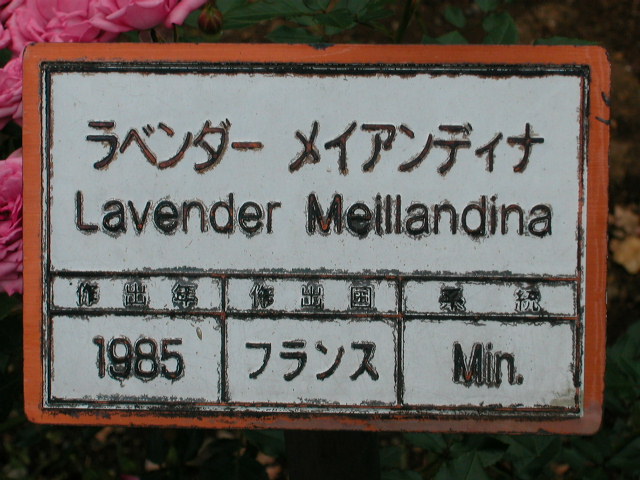 ラベンダー メイアンディナ
Lavender Meillandina
作出年 作出国 系統
1985 フランス Min.